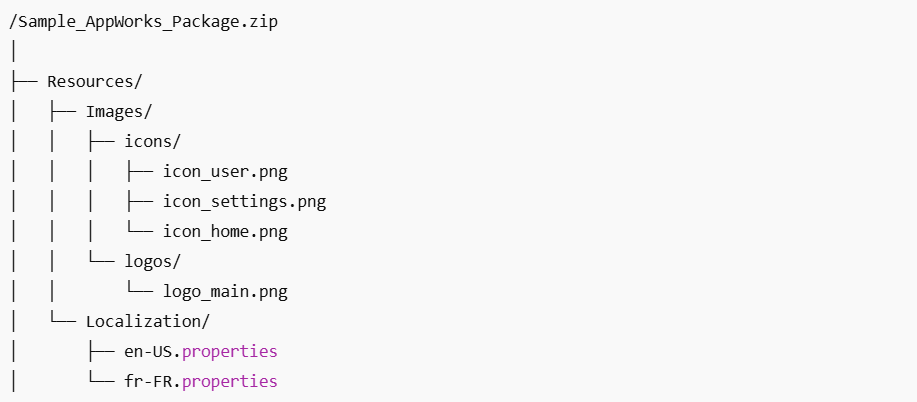 /Sample_AppWorks_Package.zip
│
├── Resources/
│   ├── Images/
│   │   ├── icons/
│   │   │   ├── icon_user.png
│   │   │   ├── icon_settings.png
│   │   │   └── icon_home.png
│   │   └── logos/
│   │       └── logo_main.png
│   └── Localization/
│       ├── en-US.properties
│       └── fr-FR.properties